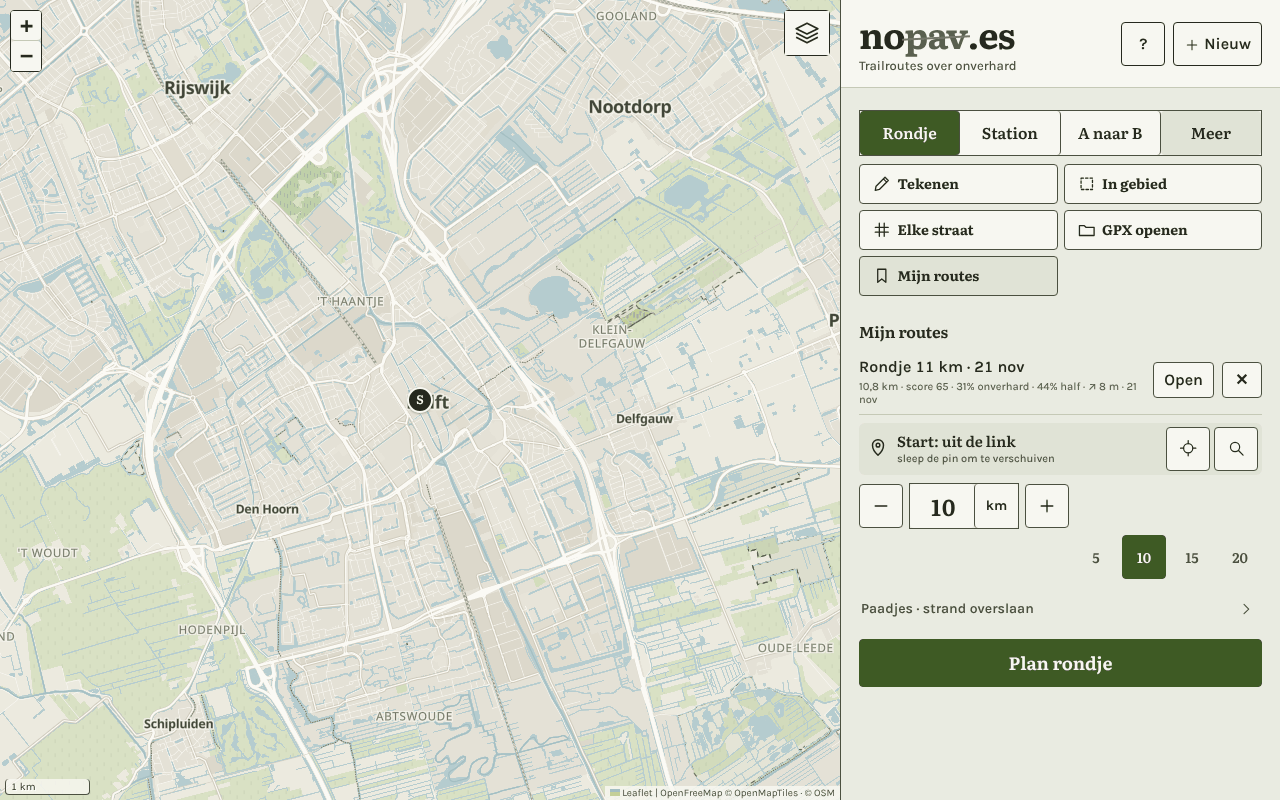 +
−
GOOLAND
Rijswijk
Nootdorp
'T HAANTJE
KLEIN-
DELFGAUW
S
Delfgauw
Den Hoorn
'T WOUDT
HODENPIJL
OUDE LEEDE
Schipluiden
ABTSWOUDE
1 km
Leaflet | OpenFreeMap © OpenMapTiles · © OSM
nopav.es
Trailroutes over onverhard
?
+ Nieuw
Rondje
Station
A naar B
Meer
Tekenen
In gebied
Elke straat
GPX openen
Mijn routes
Mijn routes
Rondje 11 km · 21 nov
10,8 km · score 65 · 31% onverhard · 44% half · ↗ 8 m · 21
nov
Open
✕
Start: uit de link
sleep de pin om te verschuiven
−
10
km
+
5
10
15
20
Paadjes · strand overslaan
Plan rondje